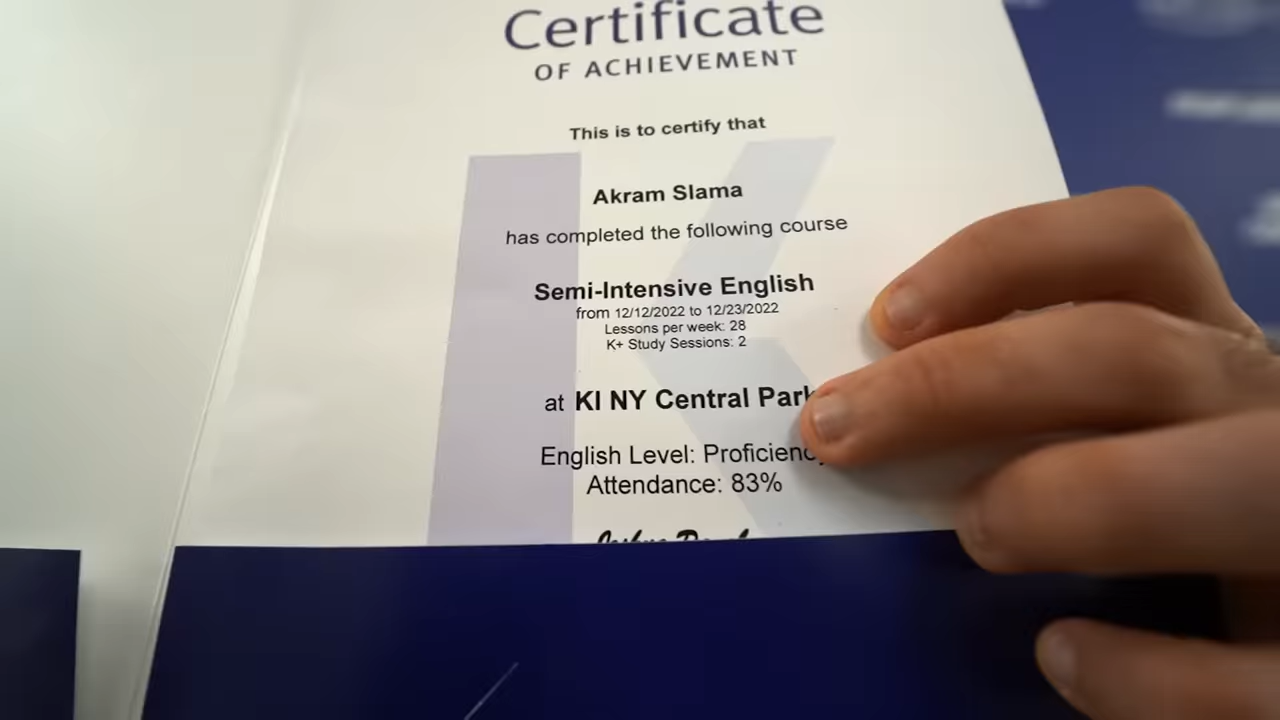 Certificate
OF ACHIEVEMENT
This is to certify that
Akram Slama
has completed the following course
Semi-Intensive English
from 12/12/2022 to 12/23/2022
Lessons per week: 28
K+ Study Sessions: 2
at KI NY Central Park
English Level: Proficiency
Attendance: 83%